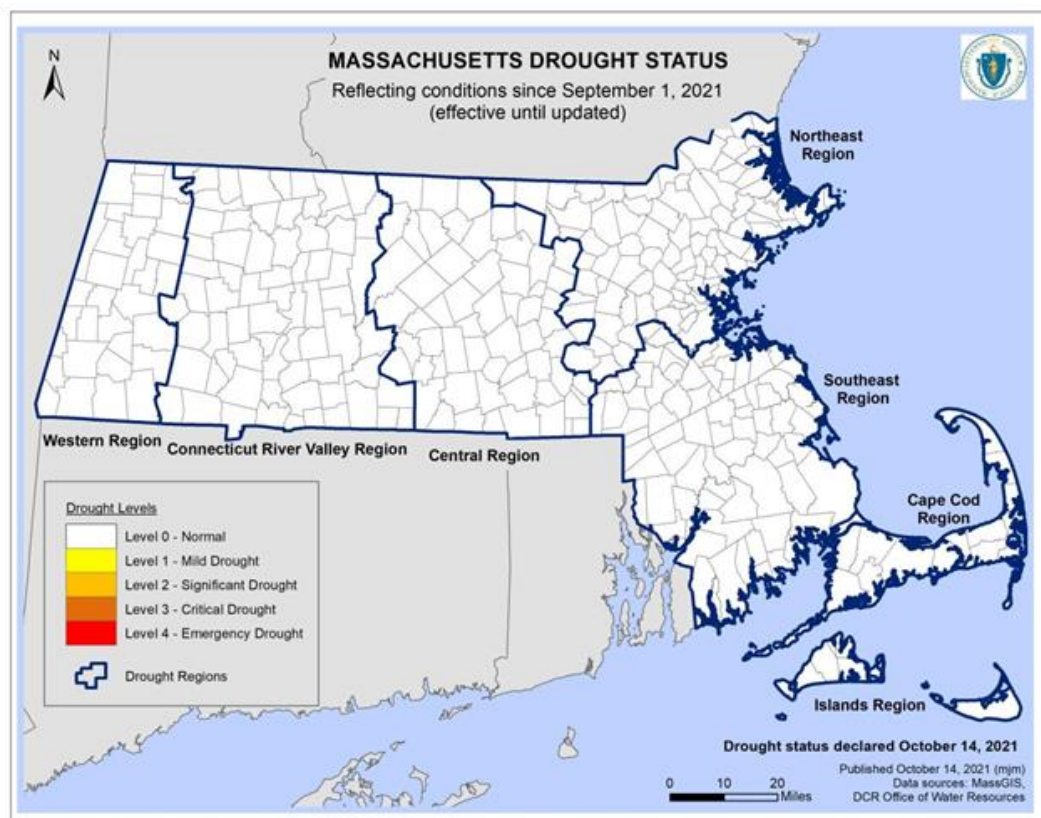 MASSACHUSETTS DROUGHT STATUS
Reflecting conditions since September 1, 2021
(effective until updated)
N
Northeast
Region
Southeast
Region
Cape Cod
Region
Western Region
Connecticut River Valley Region
Central Region
Islands Region
Drought Levels
Level 0 - Normal
Level 1 - Mild Drought
Level 2 - Significant Drought
Level 3 - Critical Drought
Level 4 - Emergency Drought
Drought Regions
Drought status declared October 14, 2021
Published October 14, 2021 (mjm)
Data sources: MassGIS,
DCR Office of Water Resources
0 10 20
Miles